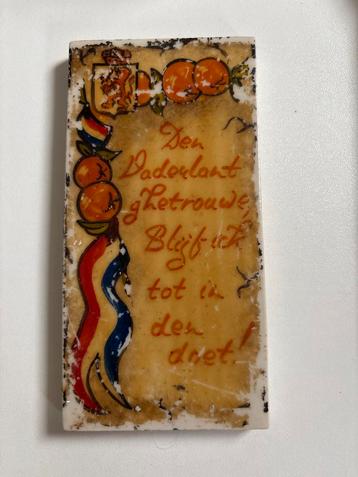 Den
Vaderlant
ghetrouwe,
Blijf ick
tot in
den
doet!